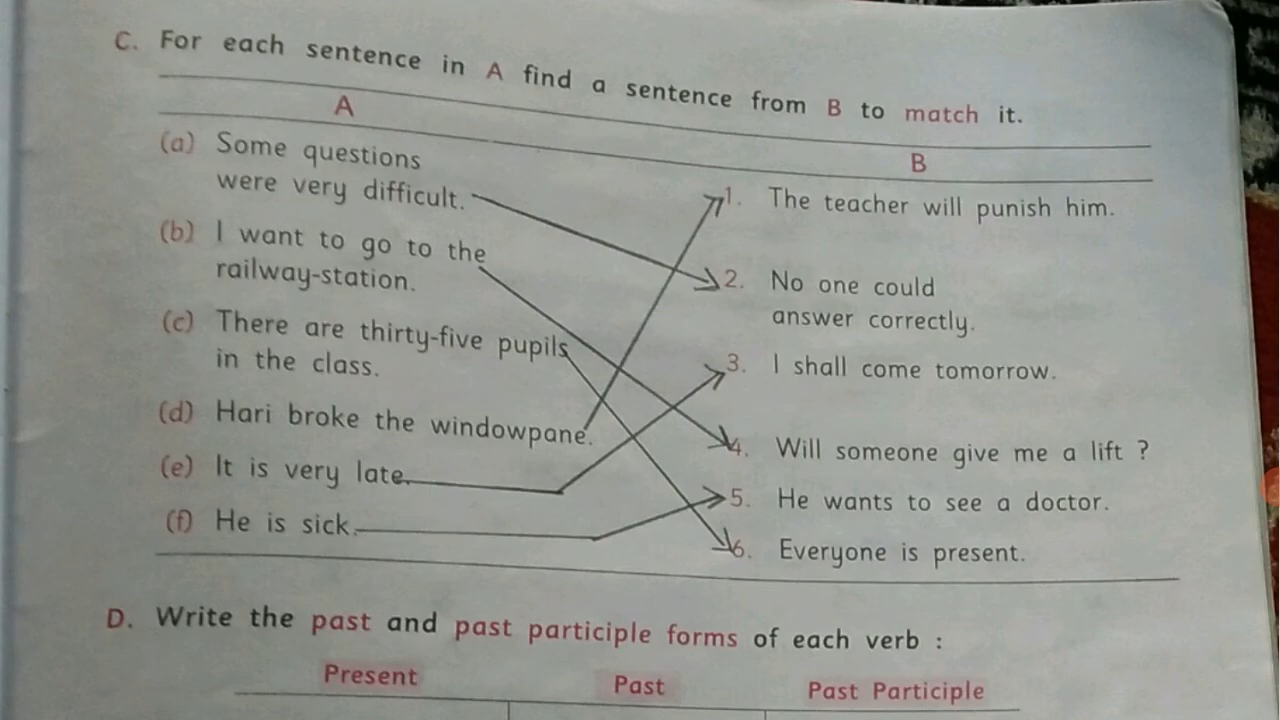 C. For each sentence in A find a sentence from B to match it.
A
B
(a) Some questions
were very difficult.
(b) I want to go to the
railway-station.
(c) There are thirty-five pupils
in the class.
(d) Hari broke the windowpane.
(e) It is very late.
(f) He is sick.
1. The teacher will punish him.
2. No one could
answer correctly.
3. I shall come tomorrow.
4. Will someone give me a lift ?
5. He wants to see a doctor.
6. Everyone is present.
D. Write the past and past participle forms of each verb :
Present Past Past Participle